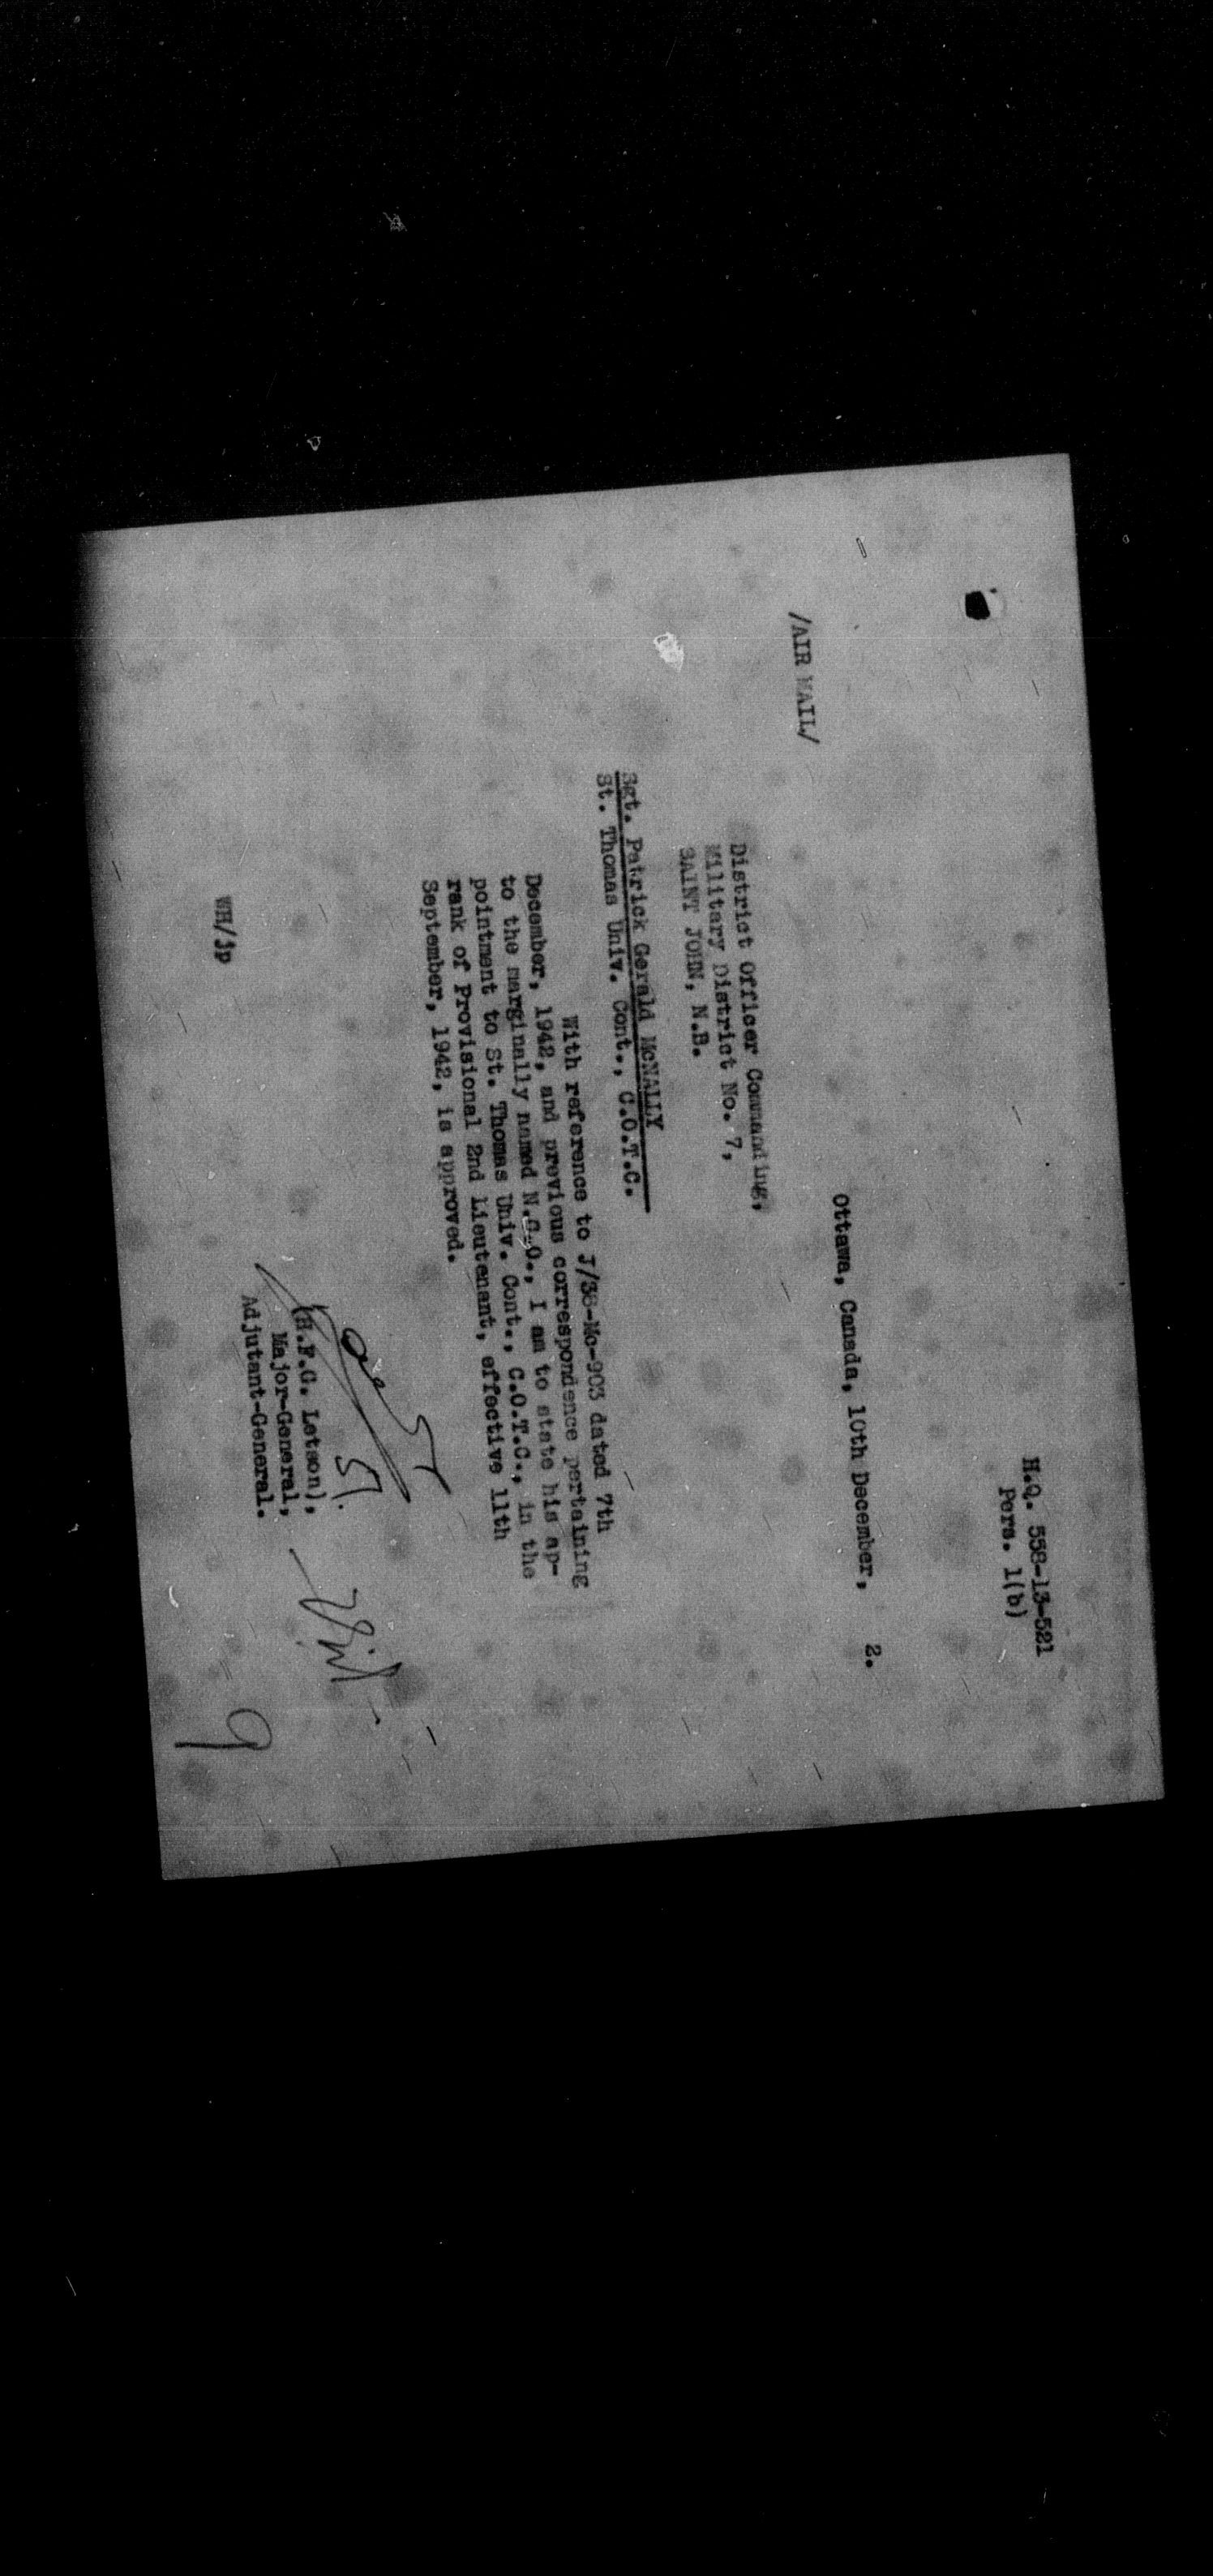 H.Q. 558-13-521
Pers. 1(b)
Ottawa, Canada, 10th December, 2.
/AIR MAIL/
District Officer Commanding,
Military District No. 7,
SAINT JOHN, N.B.
Sgt. Patrick Gerald McNALLY
St. Thomas Univ. Cont., C.O.T.C.
With reference to J/38-Mc-903 dated 7th
December, 1942, and previous correspondence pertaining
to the marginally named N.C.O., I am to state his ap-
pointment to St. Thomas Univ. Cont., C.O.T.C., in the
rank of Provisional 2nd Lieutenant, effective 11th
September, 1942, is approved.
(H.F.G. Letson),
Major-General,
Adjutant-General.
WH/jp
9